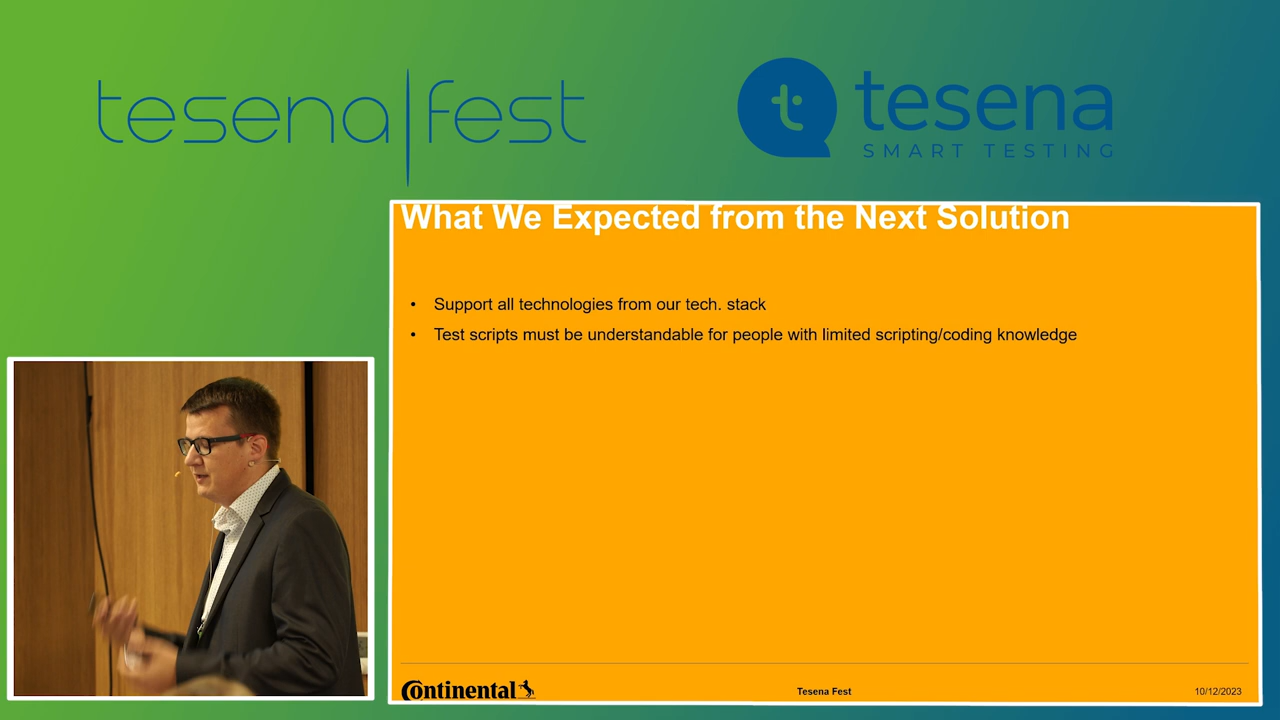 tesena|fest
t tesena
SMART TESTING
What We Expected from the Next Solution
• Support all technologies from our tech. stack
• Test scripts must be understandable for people with limited scripting/coding knowledge
Continental
Tesena Fest
10/12/2023